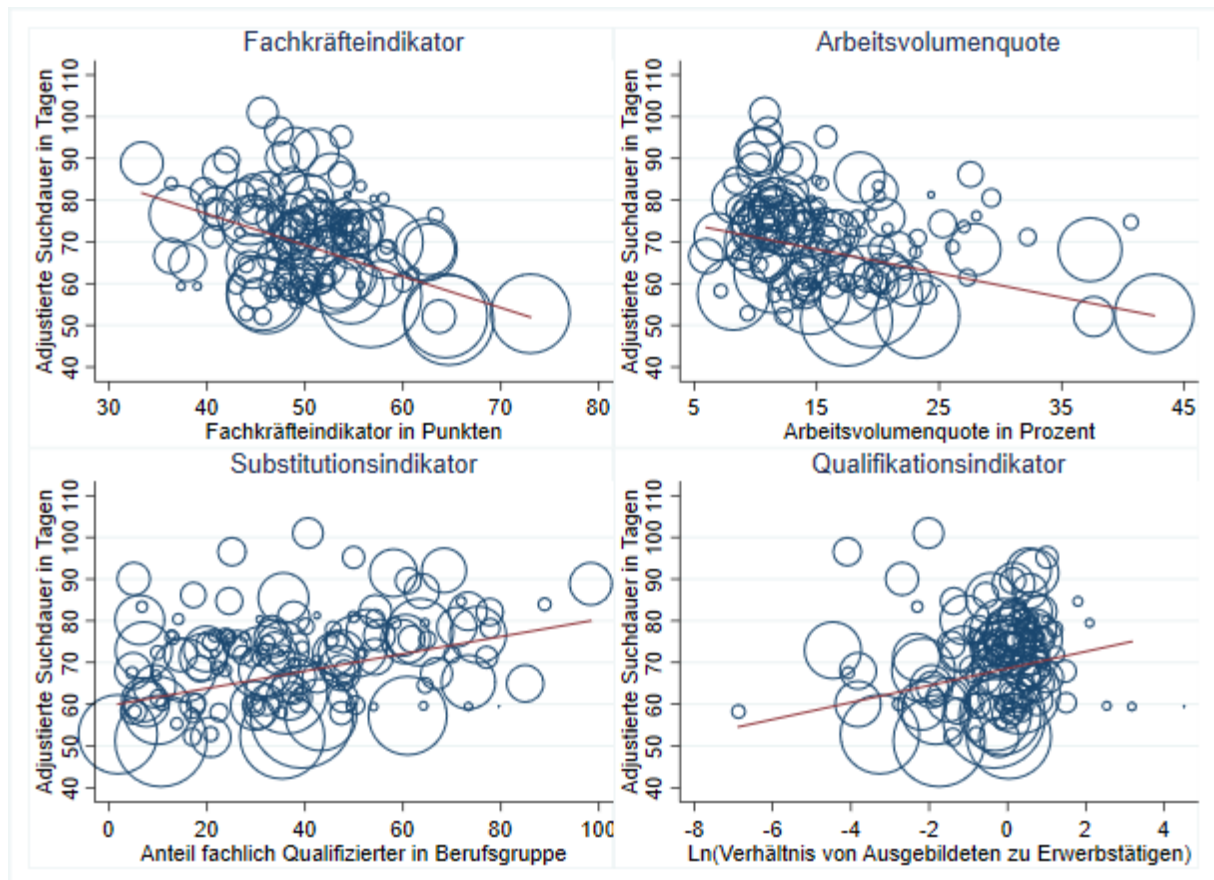 Fachkräfteindikator
Adjustierte Suchdauer in Tagen
110
100
90
80
70
60
50
40
30 40 50 60 70 80
Fachkräfteindikator in Punkten
Arbeitsvolumenquote
Adjustierte Suchdauer in Tagen
110
100
90
80
70
60
50
40
5 15 25 35 45
Arbeitsvolumenquote in Prozent
Substitutionsindikator
Adjustierte Suchdauer in Tagen
110
100
90
80
70
60
50
40
0 20 40 60 80 100
Anteil fachlich Qualifizierter in Berufsgruppe
Qualifikationsindikator
Adjustierte Suchdauer in Tagen
110
100
90
80
70
60
50
40
-8 -6 -4 -2 0 2 4
Ln(Verhältnis von Ausgebildeten zu Erwerbstätigen)